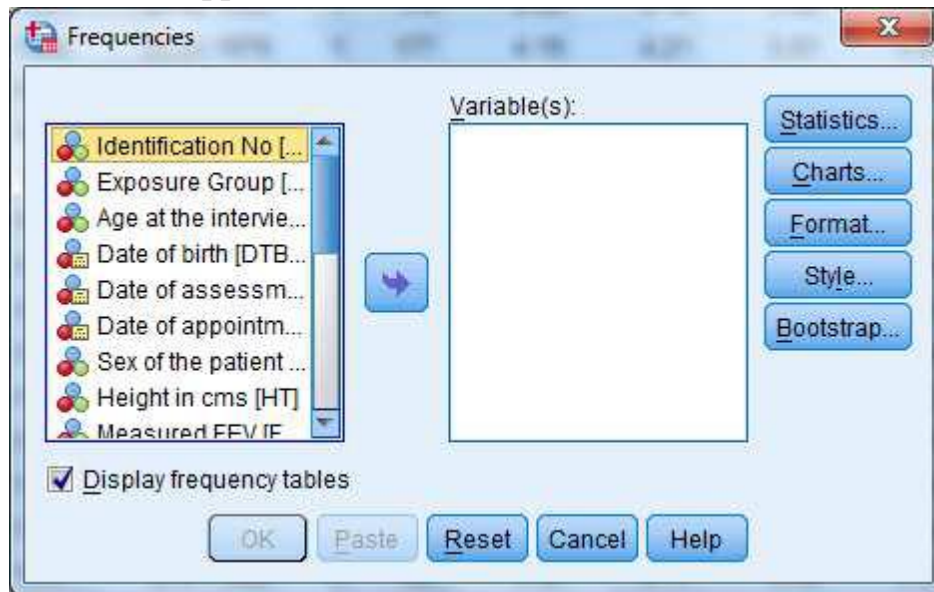 Frequencies
Variable(s):
Identification No [...
Exposure Group [...
Age at the intervie...
Date of birth [DTB...
Date of assessm...
Date of appointm...
Sex of the patient ...
Height in cms [HT]
Measured FEV [F
Statistics...
Charts...
Format...
Style...
Bootstrap...
Display frequency tables
OK Paste Reset Cancel Help